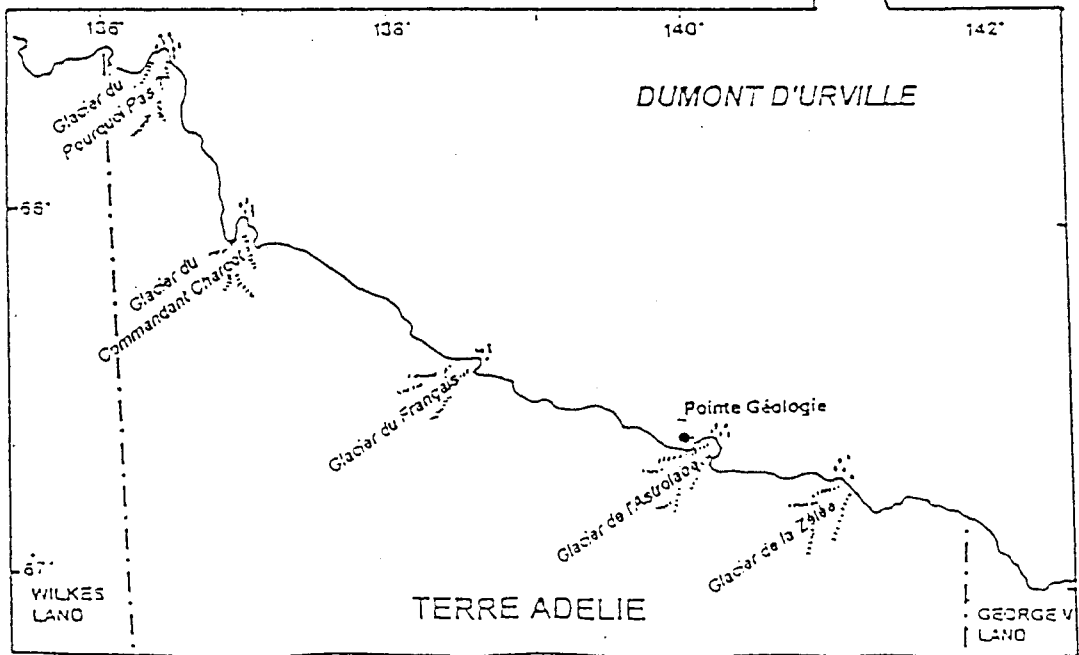 136°
138°
140°
142°
DUMONT D'URVILLE
Glacier du
Pourquoi Pas
66°
Glacier du
Commandant Charcot
Glacier du Français
Pointe Géologie
Glacier de l'Astrolabe
Glacier de la Zélée
67°
WILKES
LAND
TERRE ADELIE
GEORGE V
LAND